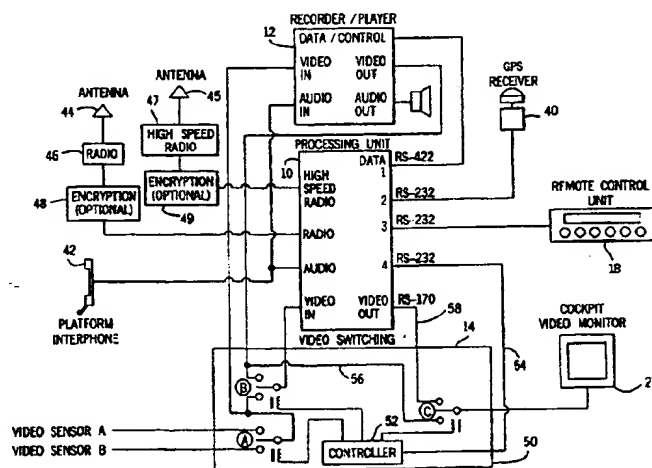 RECORDER / PLAYER
12
DATA / CONTROL
VIDEO IN
VIDEO OUT
AUDIO IN
AUDIO OUT
ANTENNA
44
ANTENNA
45
47
HIGH SPEED RADIO
46
RADIO
48
ENCRYPTION (OPTIONAL)
ENCRYPTION (OPTIONAL)
49
GPS RECEIVER
40
PROCESSING UNIT
10
DATA
1
RS-422
HIGH SPEED RADIO
2
RS-232
3
RS-232
RADIO
4
RS-232
AUDIO
VIDEO IN
VIDEO OUT
RS-170
RFMOTE CONTROL UNIT
18
42
PLATFORM INTERPHONE
VIDEO SWITCHING
58
14
54
COCKPIT VIDEO MONITOR
2
56
B
C
A
52
CONTROLLER
50
VIDEO SENSOR A
VIDEO SENSOR B